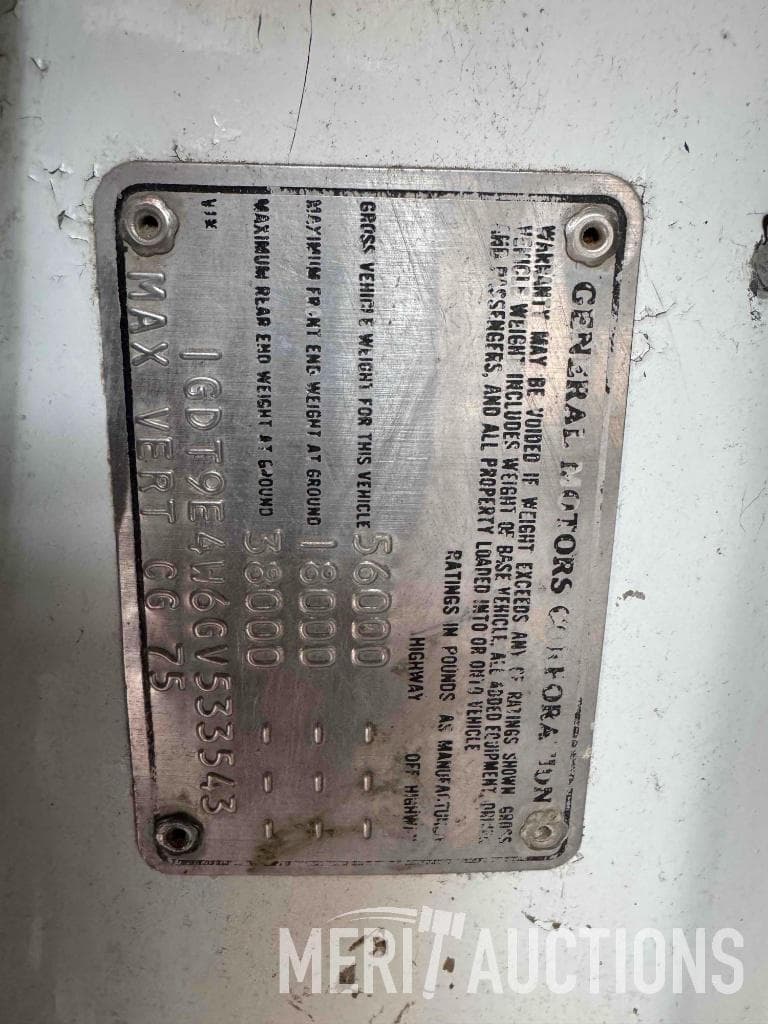 GENERAL MOTORS CORPORATION
WARRANTY MAY BE VOIDED IF WEIGHT EXCEEDS ANY OF RATINGS SHOWN GROSS
VEHICLE WEIGHT INCLUDES WEIGHT OF BASE VEHICLE, ALL ADDED EQUIPMENT, DRIVER
AND PASSENGERS, AND ALL PROPERTY LOADED INTO OR ONTO VEHICLE
RATINGS IN POUNDS AS MANUFACTURED
HIGHWAY OFF HIGHWAY
GROSS VEHICLE WEIGHT FOR THIS VEHICLE 56000 - - -
MAXIMUM FRONT END WEIGHT AT GROUND 18000 - - -
MAXIMUM REAR END WEIGHT AT GROUND 38000 - - -
VIN 1GDT9E4W6GV533543
MAX VERT CG 75
MERIT AUCTIONS